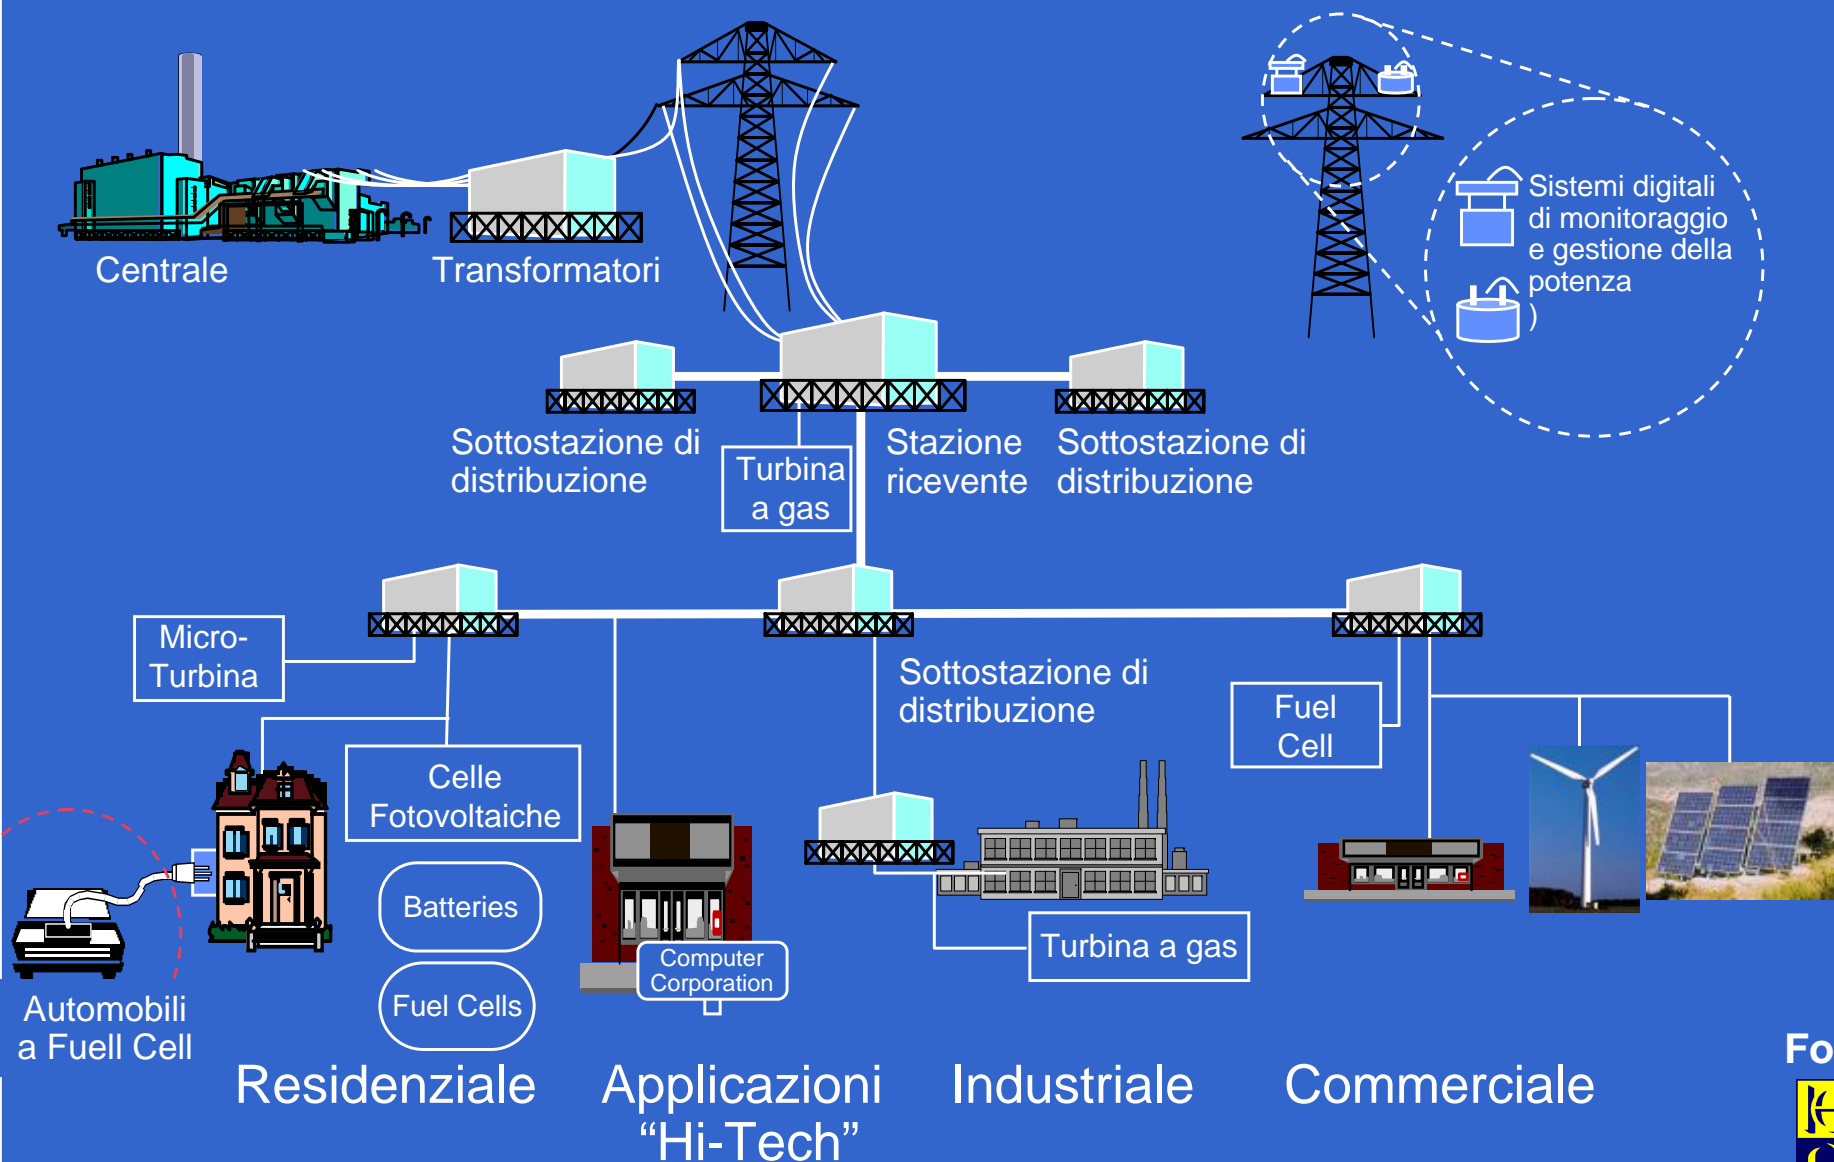 Centrale
Transformatori
Sistemi digitali
di monitoraggio
e gestione della
potenza
)
Sottostazione di
distribuzione
Turbina
a gas
Stazione
ricevente
Sottostazione di
distribuzione
Micro-
Turbina
Sottostazione di
distribuzione
Fuel
Cell
Celle
Fotovoltaiche
Batteries
Fuel Cells
Computer
Corporation
Turbina a gas
Automobili
a Fuell Cell
Residenziale
Applicazioni
“Hi-Tech”
Industriale
Commerciale
Fo